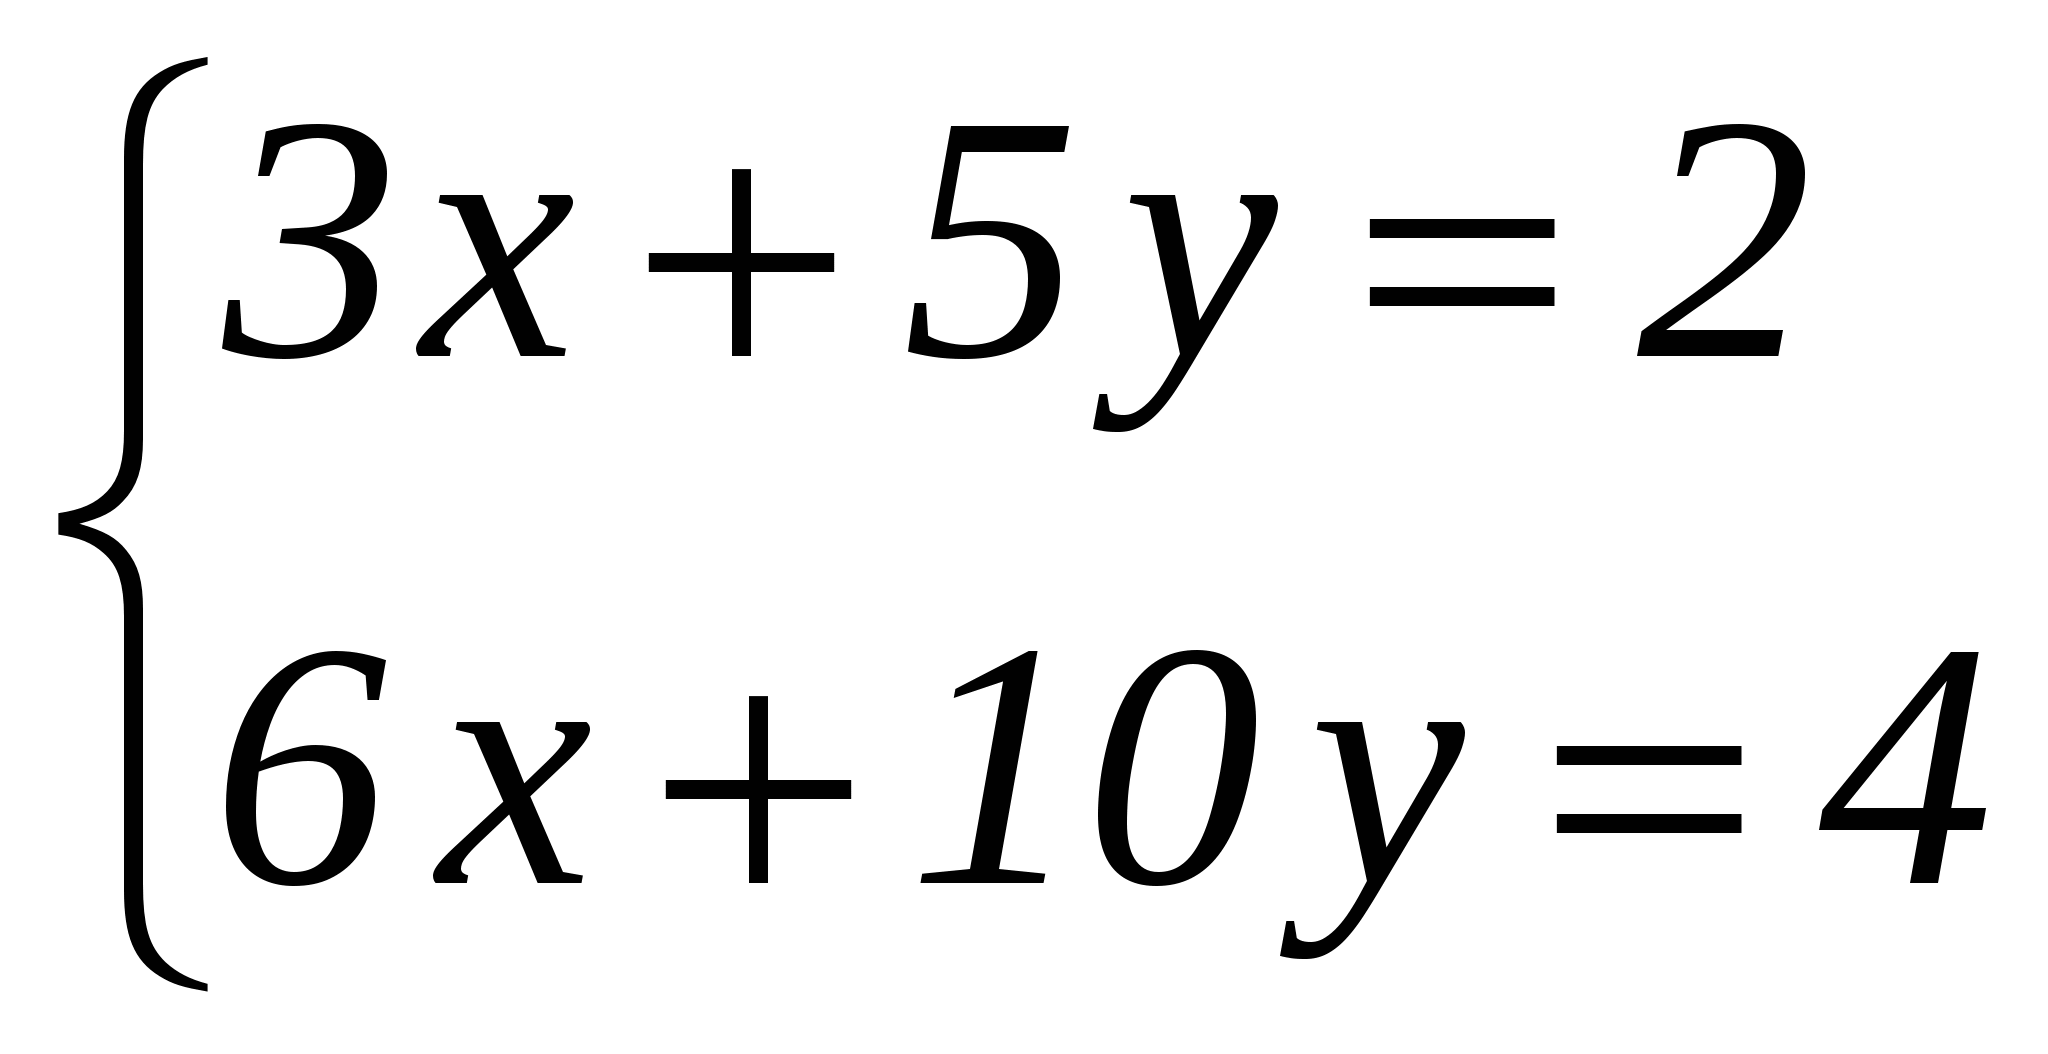 3x + 5y = 2
6x + 10y = 4